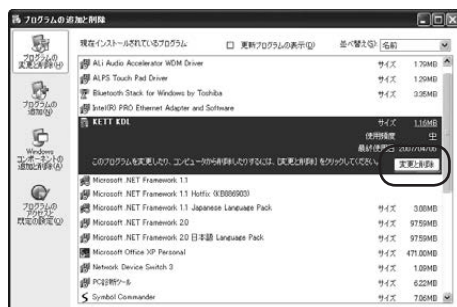 プログラムの追加と削除
プログラムの変更と削除(H)
プログラムの追加(N)
Windows コンポーネントの追加と削除(A)
プログラムのアクセスと既定の設定(O)
現在インストールされているプログラム
更新プログラムの表示(D)
並べ替え(S): 名前
ALi Audio Accelerator WDM Driver サイズ 1.79MB
ALPS Touch Pad Driver サイズ 1.29MB
Bluetooth Stack for Windows by Toshiba サイズ 3.35MB
Intel(R) PRO Ethernet Adapter and Software
KETT KDL サイズ 1.16MB
使用頻度 中
最終使用日 2007/04/06
このプログラムを変更したり、コンピュータから削除したりするには、[変更と削除] をクリックしてください。 変更と削除
Microsoft .NET Framework 1.1
Microsoft .NET Framework 1.1 Hotfix (KB886903)
Microsoft .NET Framework 1.1 Japanese Language Pack サイズ 3.08MB
Microsoft .NET Framework 2.0 サイズ 97.59MB
Microsoft .NET Framework 2.0 日本語 Language Pack サイズ 97.59MB
Microsoft Office XP Personal サイズ 471.00MB
Network Device Switch 3 サイズ 1.09MB
PC診断ツール サイズ 6.22MB
Symbol Commander サイズ 7.06MB